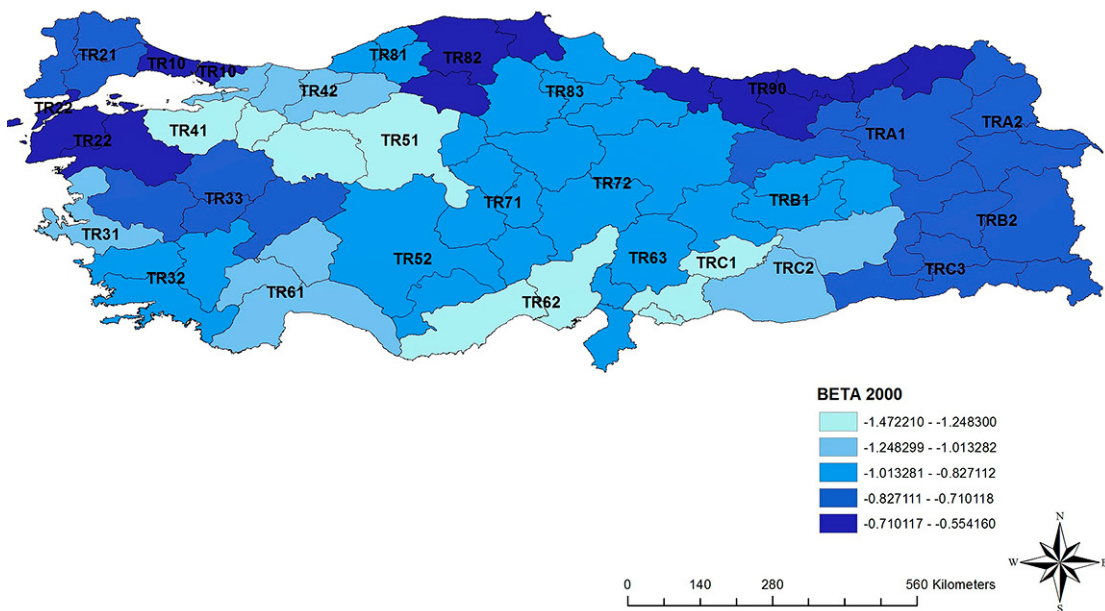 TR21
TR10
TR10
TR81
TR82
TR42
TR83
TR90
TR22
TR22
TR41
TR51
TRA1
TRA2
TR33
TR71
TR72
TRB1
TRB2
TR31
TR32
TR52
TR63
TRC1
TRC2
TRC3
TR61
TR62
BETA 2000
-1.472210 - -1.248300
-1.248299 - -1.013282
-1.013281 - -0.827112
-0.827111 - -0.710118
-0.710117 - -0.554160
N
W
E
S
0 140 280 560 Kilometers